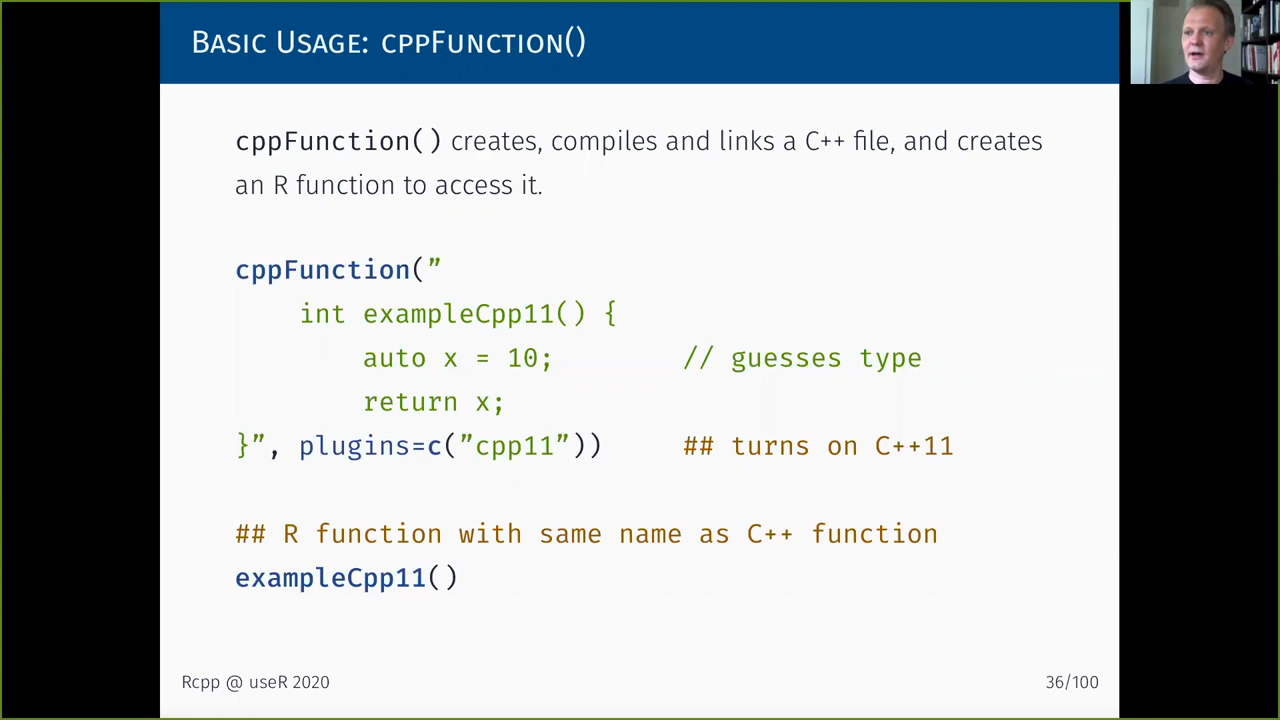 BASIC USAGE: CPPFUNCTION()
cppFunction() creates, compiles and links a C++ file, and creates
an R function to access it.
cppFunction("
    int exampleCpp11() {
        auto x = 10;        // guesses type
        return x;
}", plugins=c("cpp11"))     ## turns on C++11
## R function with same name as C++ function
exampleCpp11()
Rcpp @ useR 2020
36/100